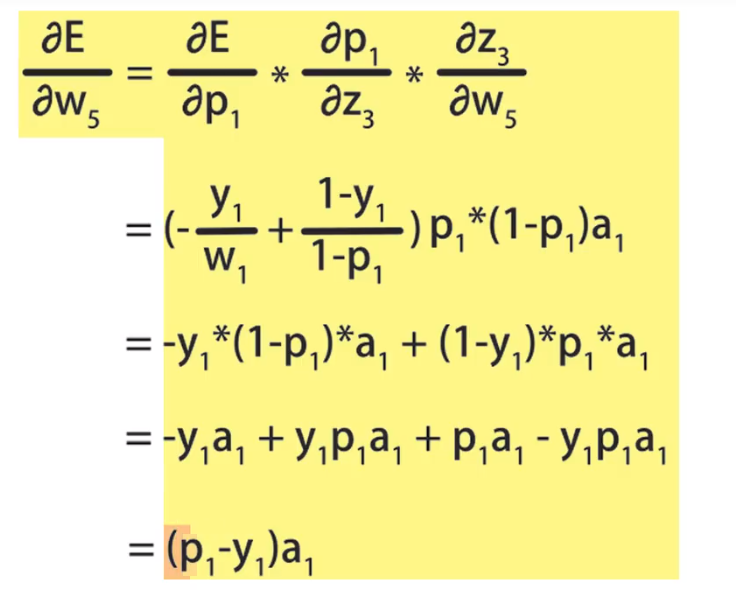 ∂E/∂w₅ = ∂E/∂p₁ * ∂p₁/∂z₃ * ∂z₃/∂w₅
= (-y₁/w₁ + 1-y₁/1-p₁) p₁*(1-p₁)a₁
= -y₁*(1-p₁)*a₁ + (1-y₁)*p₁*a₁
= -y₁a₁ + y₁p₁a₁ + p₁a₁ - y₁p₁a₁
= (p₁-y₁)a₁